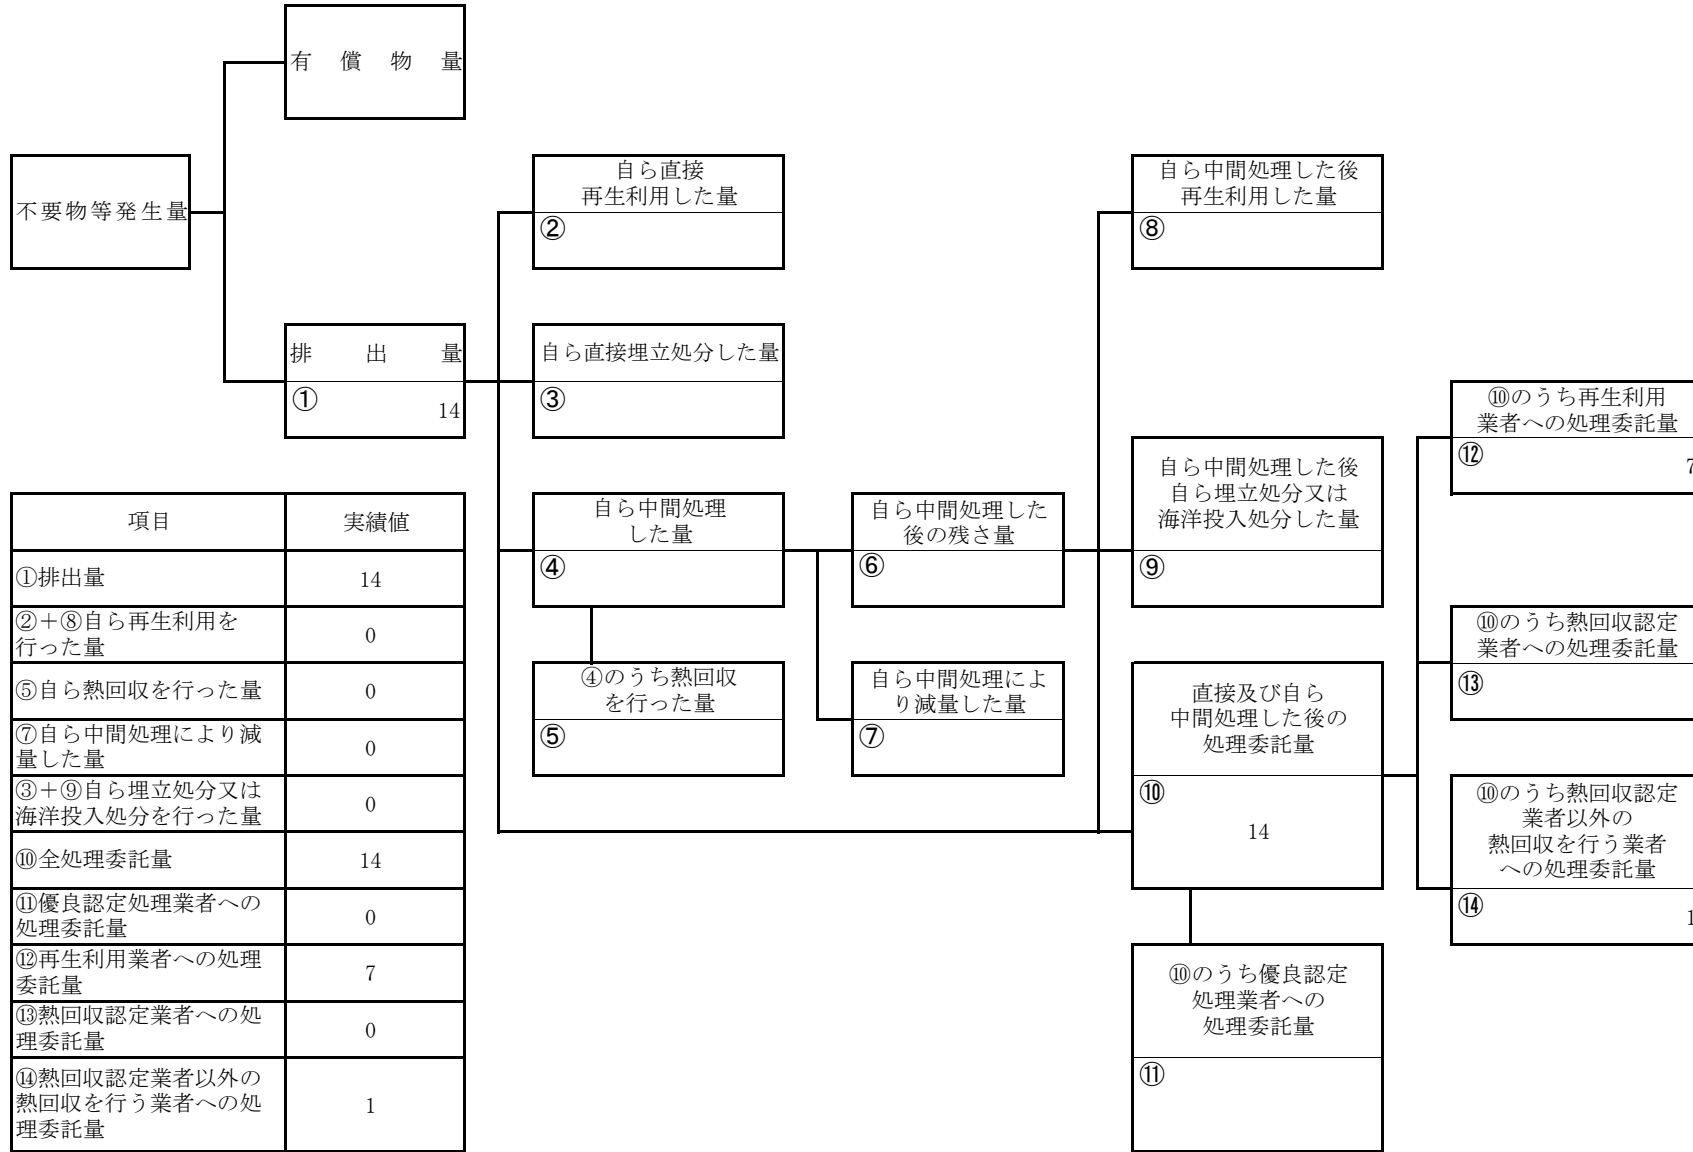 有償物量
不要物等発生量
排出量
①
14
自ら直接
再生利用した量
②
自ら直接埋立処分した量
③
自ら中間処理
した量
④
④のうち熱回収
を行った量
⑤
自ら中間処理した
後の残さ量
⑥
自ら中間処理によ
り減量した量
⑦
自ら中間処理した後
再生利用した量
⑧
自ら中間処理した後
自ら埋立処分又は
海洋投入処分した量
⑨
直接及び自ら
中間処理した後の
処理委託量
⑩
14
⑩のうち優良認定
処理業者への
処理委託量
⑪
⑩のうち再生利用
業者への処理委託量
⑫
7
⑩のうち熱回収認定
業者への処理委託量
⑬
⑩のうち熱回収認定
業者以外の
熱回収を行う業者
への処理委託量
⑭
1
項目 実績値
①排出量 14
②＋⑧自ら再生利用を
行った量 0
⑤自ら熱回収を行った量 0
⑦自ら中間処理により減
量した量 0
③＋⑨自ら埋立処分又は
海洋投入処分を行った量 0
⑩全処理委託量 14
⑪優良認定処理業者への
処理委託量 0
⑫再生利用業者への処理
委託量 7
⑬熱回収認定業者への処
理委託量 0
⑭熱回収認定業者以外の
熱回収を行う業者への処 1
理委託量